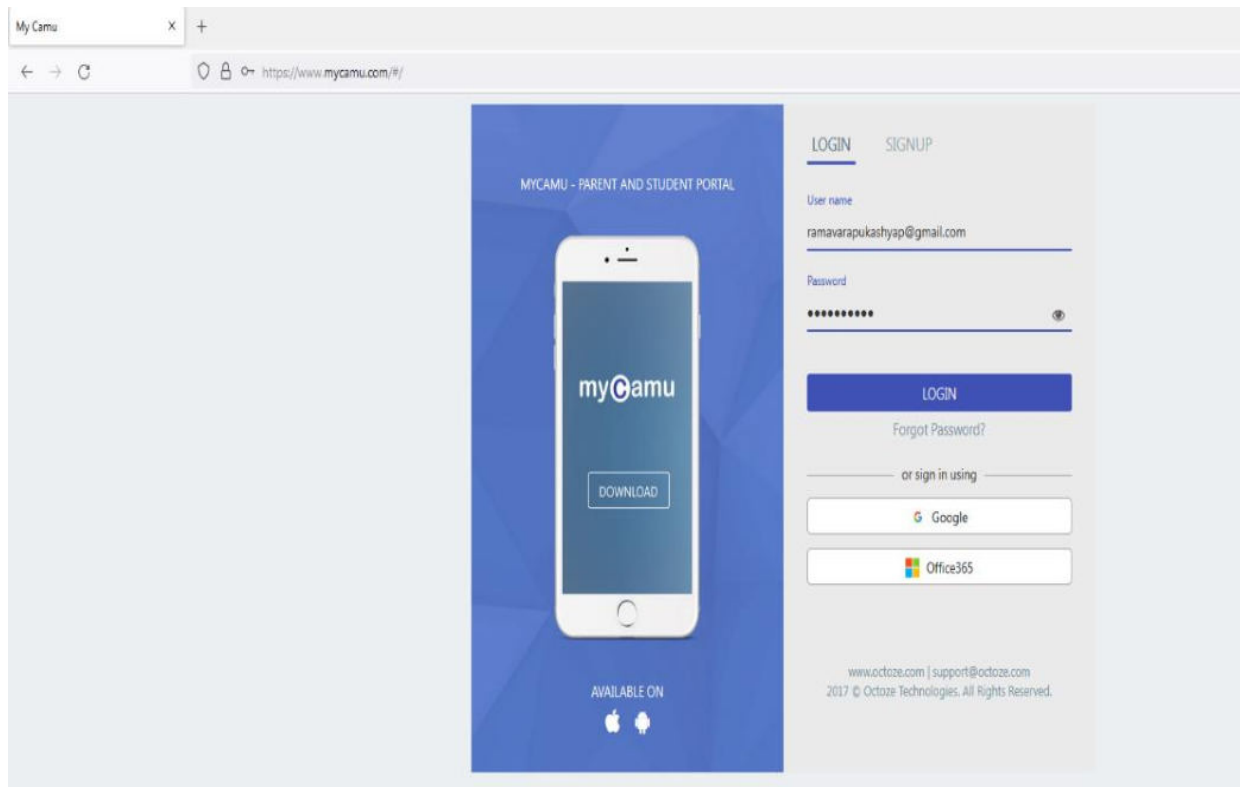 My Camu
https://www.mycamu.com/#/
MYCAMU - PARENT AND STUDENT PORTAL
myCamu
DOWNLOAD
AVAILABLE ON
LOGIN SIGNUP
User name
ramavarapukashyap@gmail.com
Password
LOGIN
Forgot Password?
or sign in using
G Google
Office365
www.octoze.com | support@octoze.com
2017 © Octoze Technologies. All Rights Reserved.